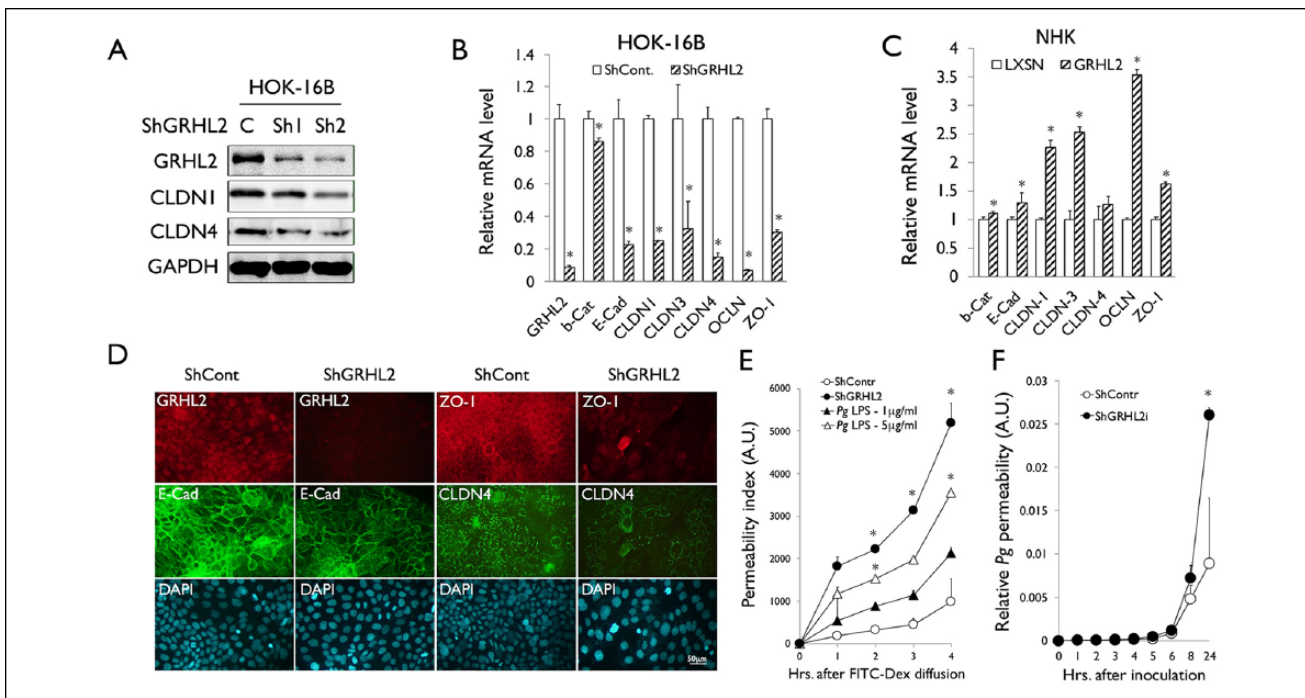 A
HOK-16B
ShGRHL2 C Sh1 Sh2
GRHL2
CLDN1
CLDN4
GAPDH
B
HOK-16B
ShCont. ShGRHL2
Relative mRNA level
1.4
1.2
1
0.8
0.6
0.4
0.2
0
* * * * * * * *
GRHL2 b-Cat E-Cad CLDN1 CLDN3 CLDN4 OCLN ZO-1
C
NHK
LXSN GRHL2
Relative mRNA level
4
3.5
3
2.5
2
1.5
1
0.5
0
* * * * * *
b-Cat E-Cad CLDN-1 CLDN-3 CLDN-4 OCLN ZO-1
D
ShCont ShGRHL2 ShCont ShGRHL2
GRHL2 GRHL2 ZO-1 ZO-1
E-Cad E-Cad CLDN4 CLDN4
DAPI DAPI DAPI DAPI
50μm
E
ShContr
ShGRHL2
Pg LPS - 1μg/ml
Pg LPS - 5μg/ml
Permeability index (A.U.)
6000
5000
4000
3000
2000
1000
0
* * * * *
0 1 2 3 4
Hrs. after FITC-Dex diffusion
F
ShContr
ShGRHL2i
Relative Pg permeability (A.U.)
0.03
0.025
0.02
0.015
0.01
0.005
0
*
0 1 2 3 4 5 6 8 24
Hrs. after inoculation